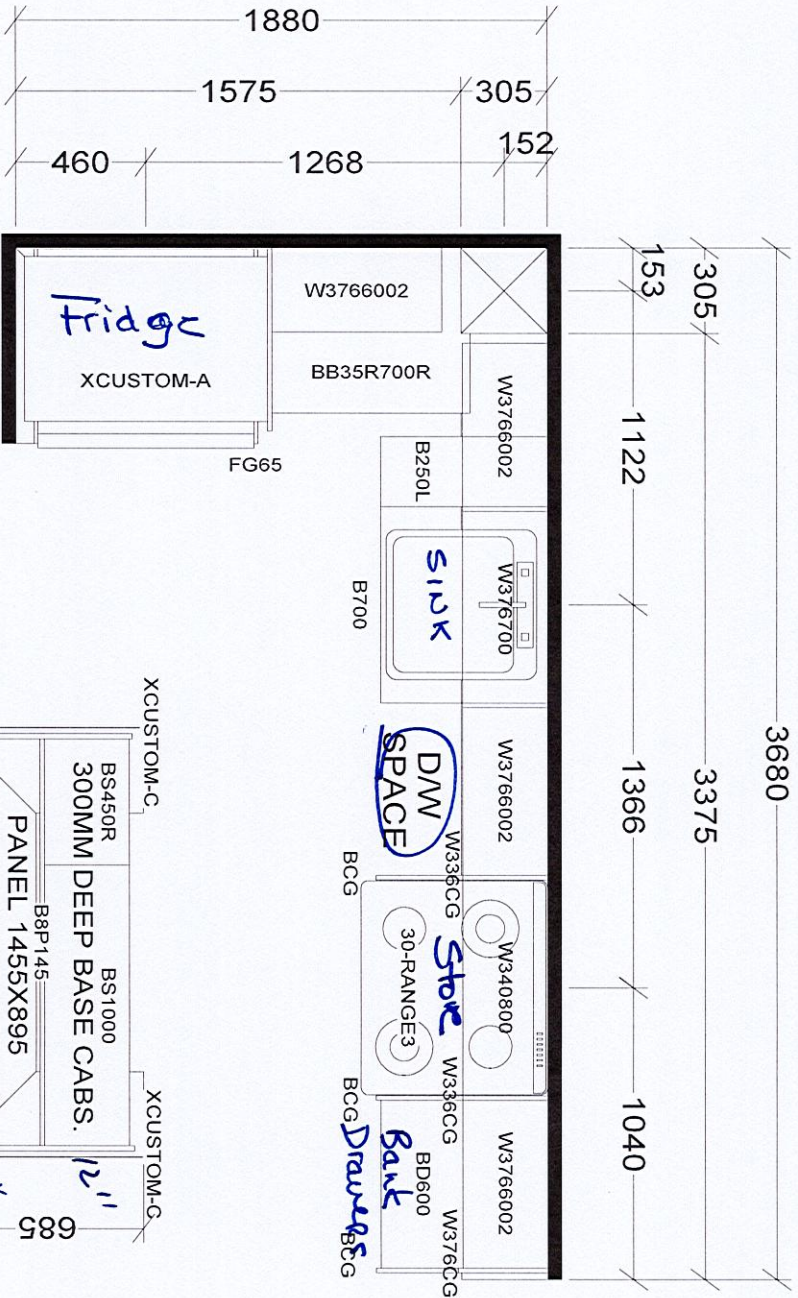 1880
1575
305
460
1268
152
153
305
1122
3375
3680
1366
1040
Fridge
XCUSTOM-A
W3766002
BB35R700R
FG65
W3766002
B250L
SINK
W376700
B700
D/W
SPACE
W3766002
W336CG
BCG
Stove
W340800
30-RANGE3
W336CG
BCG
Bank
Drawers
BD600
W3766002
W376CG
BCG
XCUSTOM-C
BS450R
BS1000
300MM DEEP BASE CABS.
B8P145
PANEL 1455X895
XCUSTOM-C
12"
685